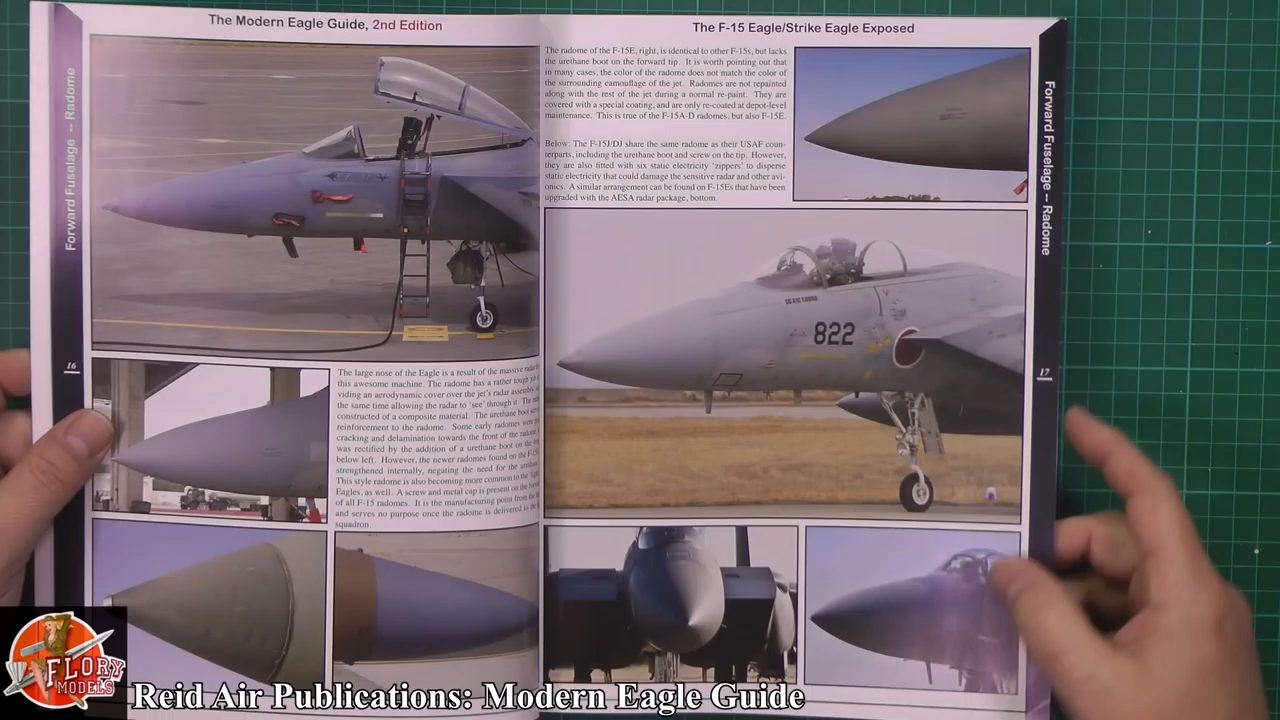 The Modern Eagle Guide, 2nd Edition
Forward Fuselage -- Radome
16
The large nose of the Eagle is a result of the massive radar
this awesome machine. The radome has a rather tough
viding an aerodynamic cover over the jet's radar assembly
the same time allowing the radar to 'see' through it. The
constructed of a composite material. The urethane boot
reinforcement to the radome. Some early radomes were
cracking and delamination towards the front of the radome
was rectified by the addition of a urethane boot on the
below left. However, the newer radomes found on the
strengthened internally, negating the need for the
This style radome is also becoming more common to the
Eagles, as well. A screw and metal cap is present on the
of all F-15 radomes. It is the manufacturing point from the
and serves no purpose once the radome is delivered to the
squadron.
The F-15 Eagle/Strike Eagle Exposed
The radome of the F-15E, right, is identical to other F-15s, but lacks
the urethane boot on the forward tip. It is worth pointing out that
in many cases, the color of the radome does not match the color of
the surrounding camouflage of the jet. Radomes are not repainted
along with the rest of the jet during a normal re-paint. They are
covered with a special coating, and are only re-coated at depot-level
maintenance. This is true of the F-15A-D radomes, but also F-15E.
Below: The F-15J/DJ share the same radome as their USAF coun-
terparts, including the urethane boot and screw on the tip. However,
they are also fitted with six static electricity 'zippers' to disperse
static electricity that could damage the sensitive radar and other avi-
onics. A similar arrangement can be found on F-15Es that have been
upgraded with the AESA radar package, bottom.
822
Forward Fuselage -- Radome
17
FLORY
MODELS
Reid Air Publications: Modern Eagle Guide